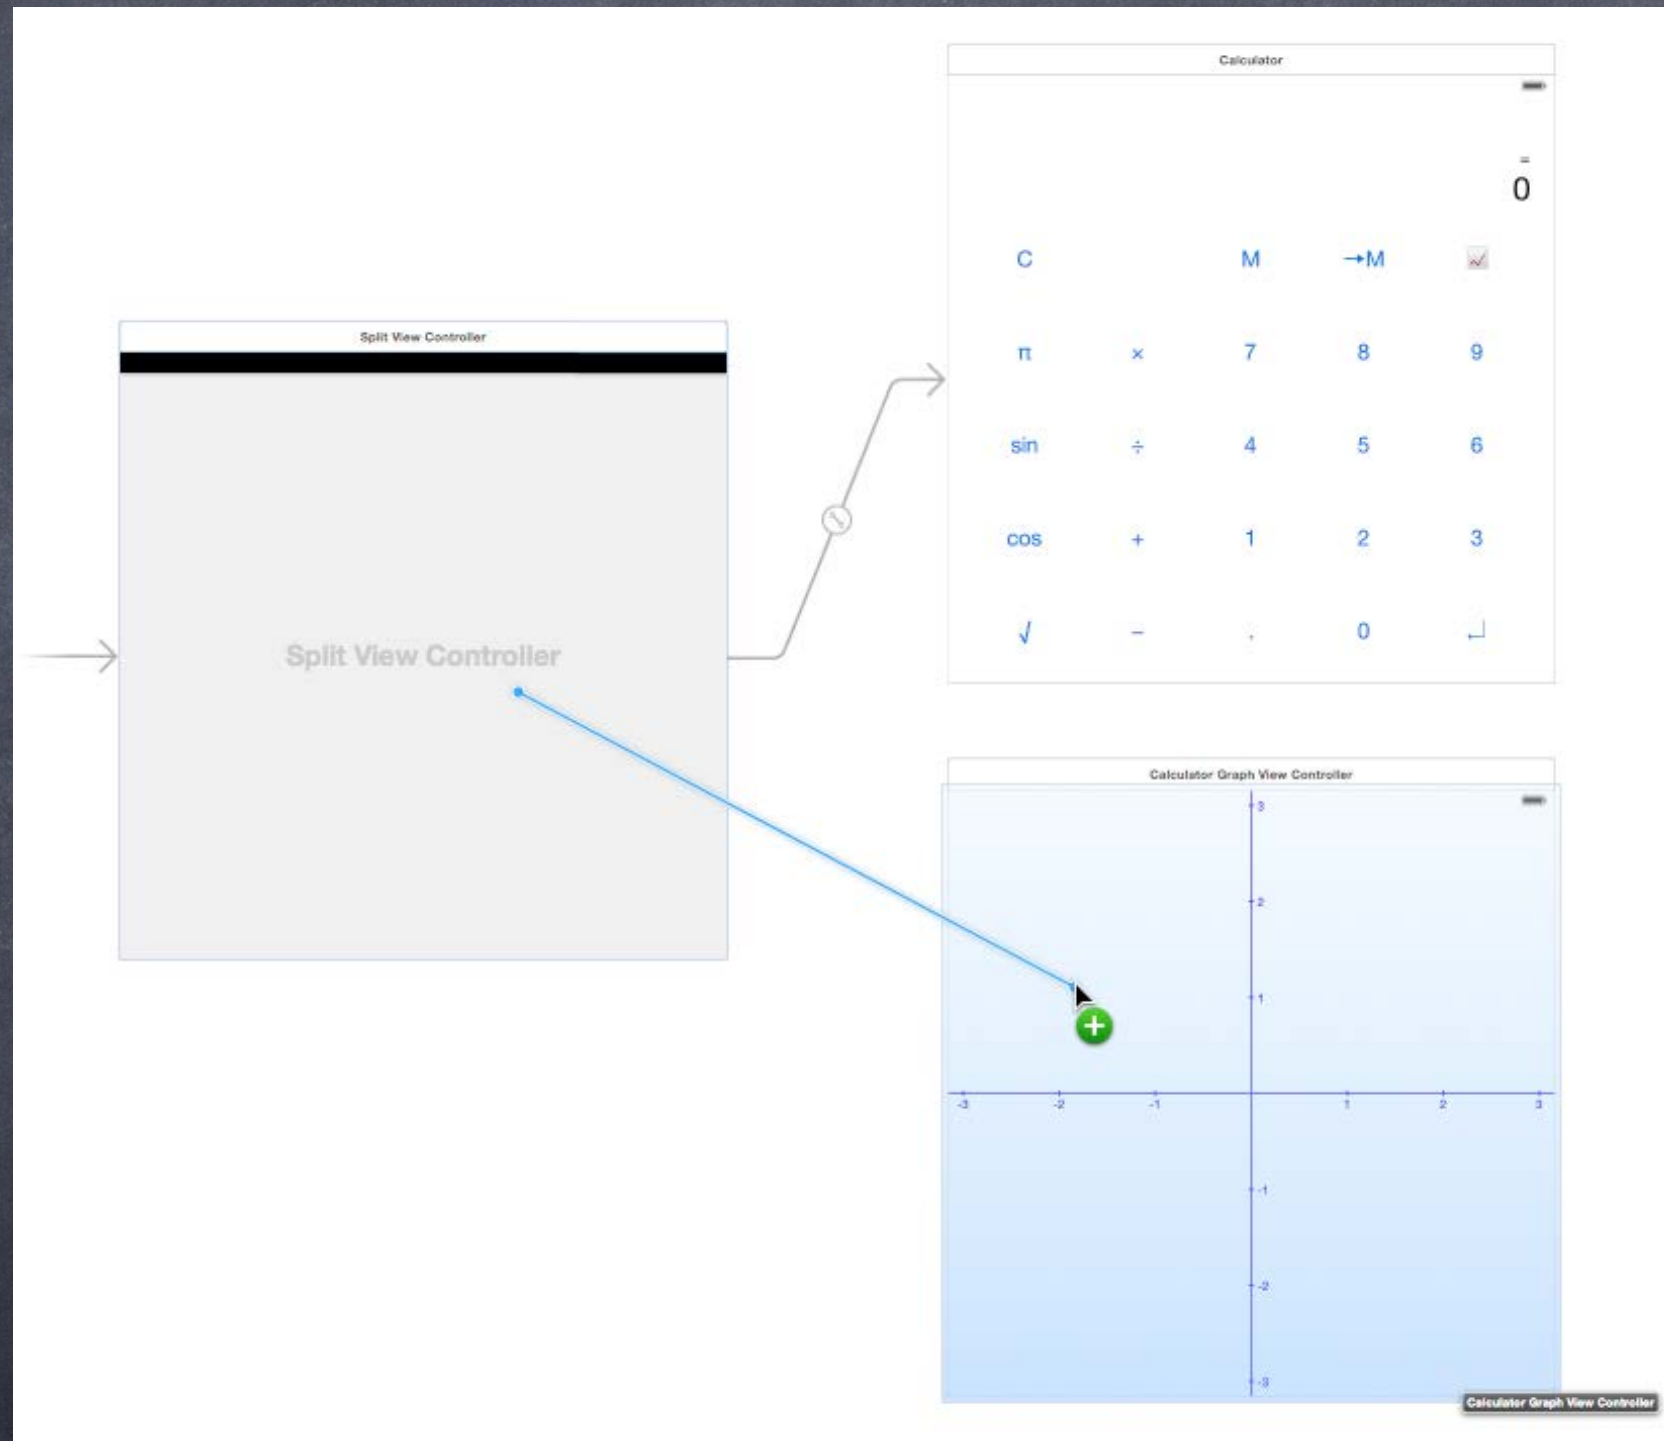 Calculator
=
0
C M →M
π × 7 8 9
Split View Controller
sin ÷ 4 5 6
cos + 1 2 3
√ − . 0 ↵
Split View Controller
Calculator Graph View Controller
3
2
1
-3 -2 -1 1 2 3
-1
-2
-3
Calculator Graph View Controller